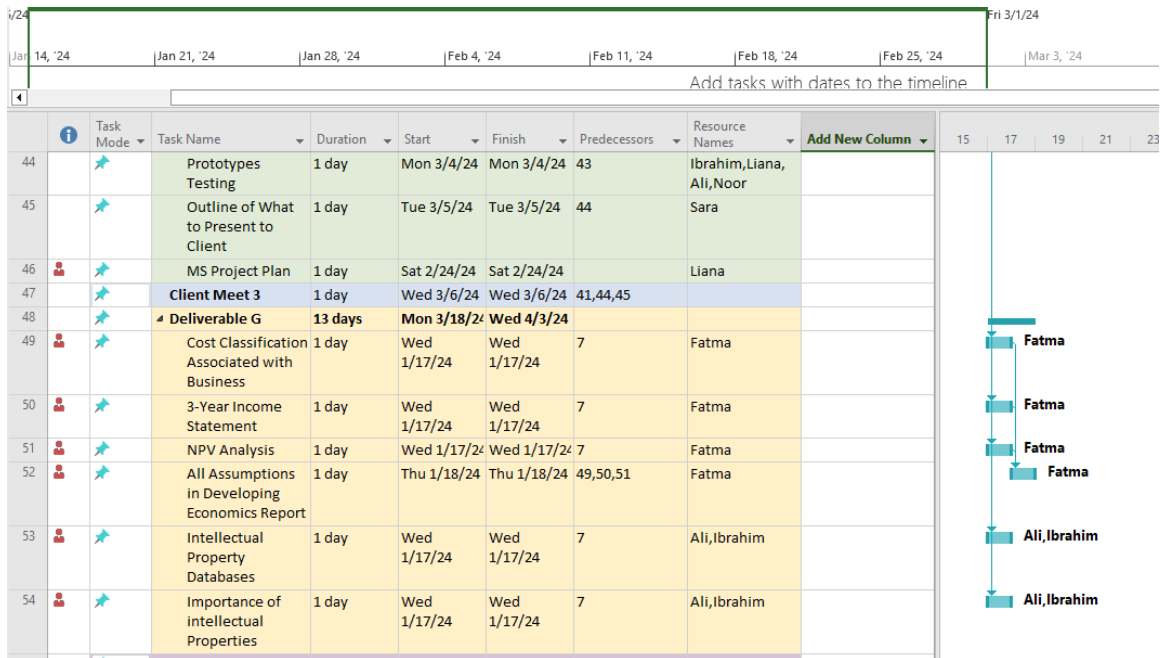 5/24
Fri 3/1/24
Jan 14, '24 Jan 21, '24 Jan 28, '24 Feb 4, '24 Feb 11, '24 Feb 18, '24 Feb 25, '24 Mar 3, '24
Add tasks with dates to the timeline
Task Mode Task Name Duration Start Finish Predecessors Resource Names Add New Column 15 17 19 21 23
44 Prototypes 1 day Mon 3/4/24 Mon 3/4/24 43 Ibrahim,Liana,
Testing Ali,Noor
45 Outline of What 1 day Tue 3/5/24 Tue 3/5/24 44 Sara
to Present to
Client
46 MS Project Plan 1 day Sat 2/24/24 Sat 2/24/24 Liana
47 Client Meet 3 1 day Wed 3/6/24 Wed 3/6/24 41,44,45
48 Deliverable G 13 days Mon 3/18/24 Wed 4/3/24
49 Cost Classification 1 day Wed Wed 7 Fatma Fatma
Associated with 1/17/24 1/17/24
Business
50 3-Year Income 1 day Wed Wed 7 Fatma Fatma
Statement 1/17/24 1/17/24
51 NPV Analysis 1 day Wed 1/17/24 Wed 1/17/24 7 Fatma Fatma
52 All Assumptions 1 day Thu 1/18/24 Thu 1/18/24 49,50,51 Fatma Fatma
in Developing
Economics Report
53 Intellectual 1 day Wed Wed 7 Ali,Ibrahim Ali,Ibrahim
Property 1/17/24 1/17/24
Databases
54 Importance of 1 day Wed Wed 7 Ali,Ibrahim Ali,Ibrahim
intellectual 1/17/24 1/17/24
Properties